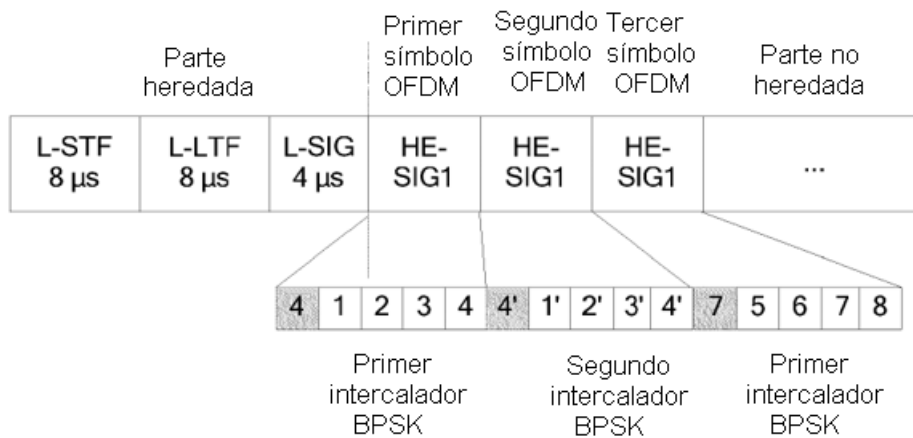 Parte
heredada
Primer
símbolo
OFDM
Segundo
símbolo
OFDM
Tercer
símbolo
OFDM
Parte no
heredada
L-STF
8 µs
L-LTF
8 µs
L-SIG
4 µs
HE-
SIG1
HE-
SIG1
HE-
SIG1
...
4 1 2 3 4 4' 1' 2' 3' 4' 7 5 6 7 8
Primer
intercalador
BPSK
Segundo
intercalador
BPSK
Primer
intercalador
BPSK